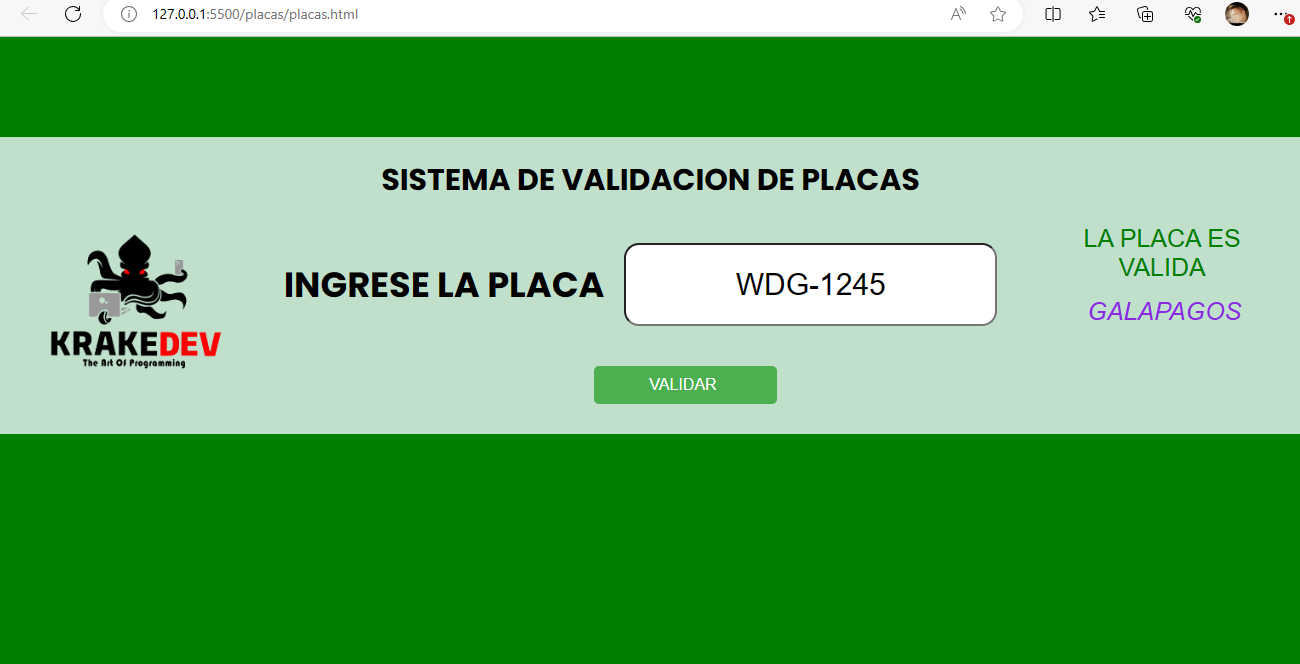 127.0.0.1:5500/placas/placas.html
SISTEMA DE VALIDACION DE PLACAS
INGRESE LA PLACA
WDG-1245
LA PLACA ES
VALIDA
GALAPAGOS
KRAKEDEV
The Art Of Programming
VALIDAR